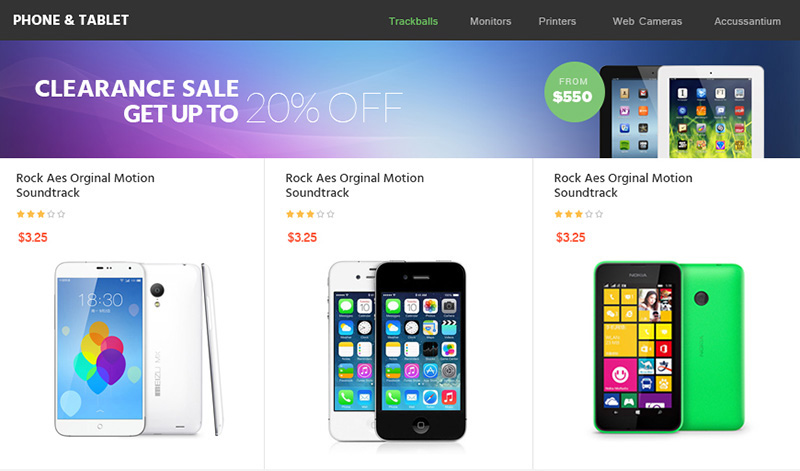 PHONE & TABLET
Trackballs
Monitors
Printers
Web Cameras
Accussantium
CLEARANCE SALE
GET UP TO 20% OFF
FROM
$550
Rock Aes Orginal Motion
Soundtrack
$3.25
18:30
MEIZU
Rock Aes Orginal Motion
Soundtrack
$3.25
Rock Aes Orginal Motion
Soundtrack
$3.25
NOKIA
NOKIA